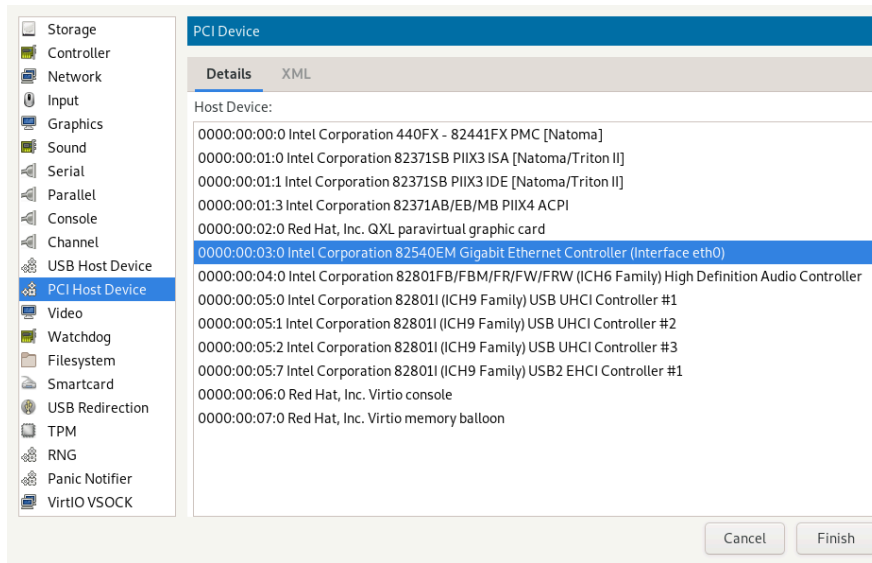 Storage
Controller
Network
Input
Graphics
Sound
Serial
Parallel
Console
Channel
USB Host Device
PCI Host Device
Video
Watchdog
Filesystem
Smartcard
USB Redirection
TPM
RNG
Panic Notifier
VirtIO VSOCK
PCI Device
Details XML
Host Device:
0000:00:00:0 Intel Corporation 440FX - 82441FX PMC [Natoma]
0000:00:01:0 Intel Corporation 82371SB PIIX3 ISA [Natoma/Triton II]
0000:00:01:1 Intel Corporation 82371SB PIIX3 IDE [Natoma/Triton II]
0000:00:01:3 Intel Corporation 82371AB/EB/MB PIIX4 ACPI
0000:00:02:0 Red Hat, Inc. QXL paravirtual graphic card
0000:00:03:0 Intel Corporation 82540EM Gigabit Ethernet Controller (Interface eth0)
0000:00:04:0 Intel Corporation 82801FB/FBM/FR/FW/FRW (ICH6 Family) High Definition Audio Controller
0000:00:05:0 Intel Corporation 82801I (ICH9 Family) USB UHCI Controller #1
0000:00:05:1 Intel Corporation 82801I (ICH9 Family) USB UHCI Controller #2
0000:00:05:2 Intel Corporation 82801I (ICH9 Family) USB UHCI Controller #3
0000:00:05:7 Intel Corporation 82801I (ICH9 Family) USB2 EHCI Controller #1
0000:00:06:0 Red Hat, Inc. Virtio console
0000:00:07:0 Red Hat, Inc. Virtio memory balloon
Cancel Finish